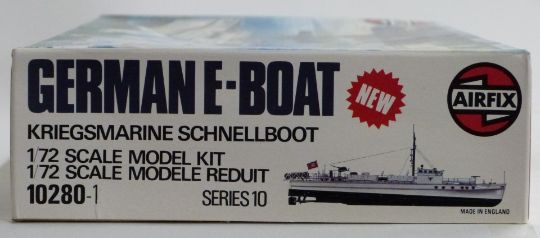 GERMAN E-BOAT
NEW
AIRFIX
KRIEGSMARINE SCHNELLBOOT
1/72 SCALE MODEL KIT
1/72 SCALE MODELE REDUIT
10280-1 SERIES 10
MADE IN ENGLAND